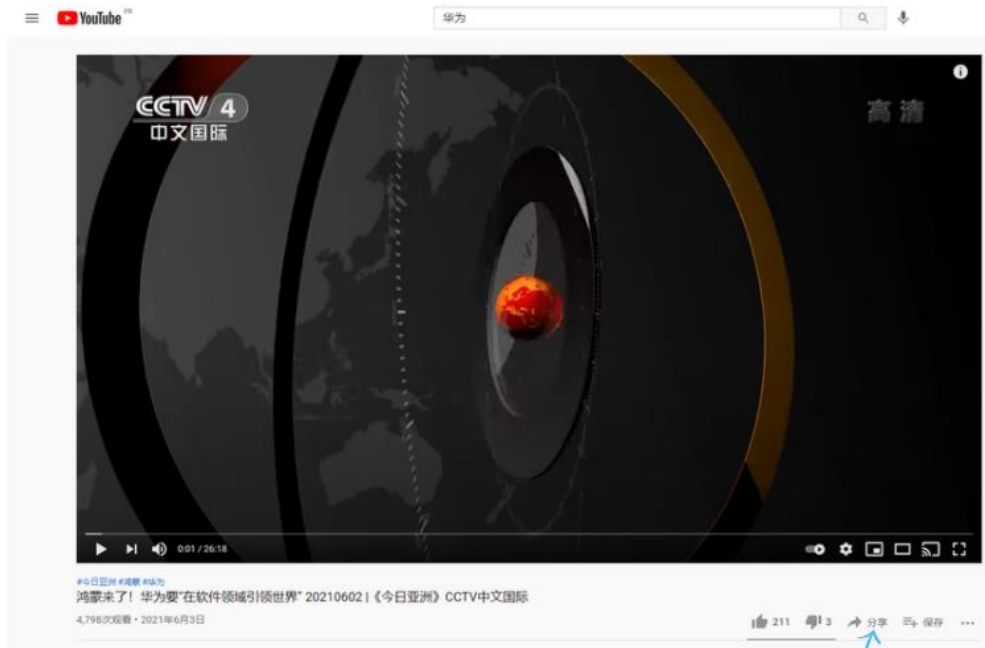 YouTube
华为
CCTV 4
中文国际
高清
0:01 / 26:18
#今日亚洲 #鸿蒙 #华为
鸿蒙来了！华为要"在软件领域引领世界" 20210602 |《今日亚洲》CCTV中文国际
4,798次观看 • 2021年6月3日
211 3 分享 保存